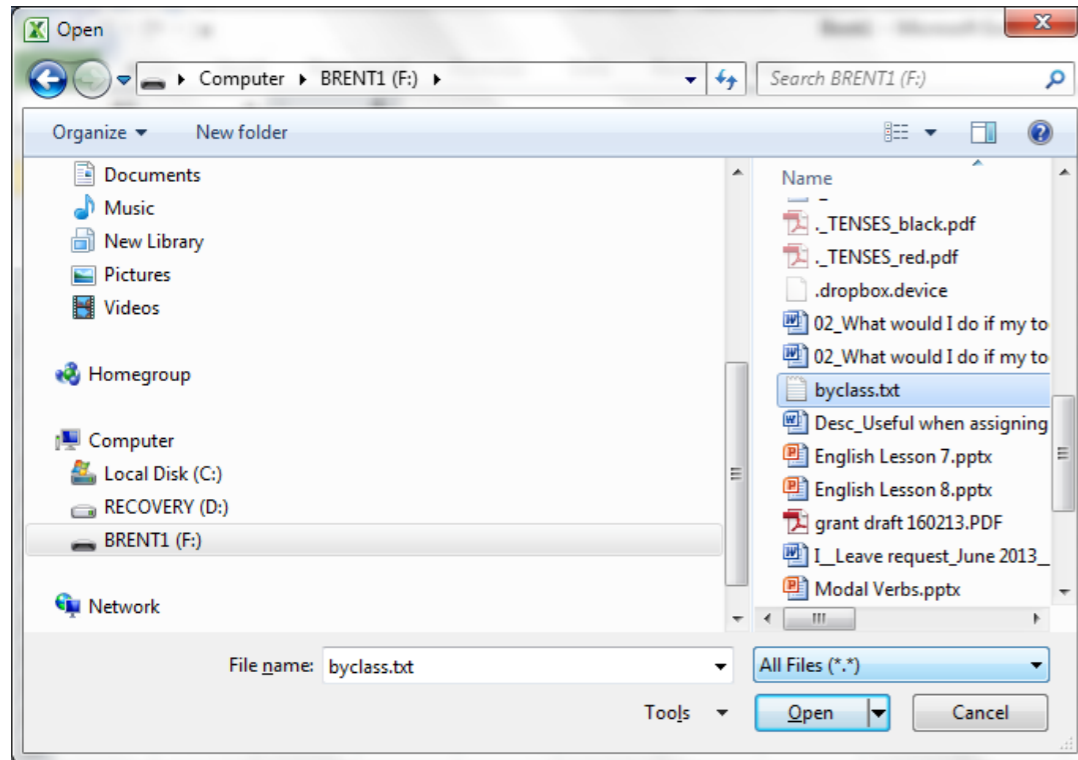 Open
Computer BRENT1 (F:)
Search BRENT1 (F:)
Organize
New folder
Documents
Music
New Library
Pictures
Videos
Homegroup
Computer
Local Disk (C:)
RECOVERY (D:)
BRENT1 (F:)
Network
Name
._TENSES_black.pdf
._TENSES_red.pdf
.dropbox.device
02_What would I do if my to
02_What would I do if my to
byclass.txt
Desc_Useful when assigning
English Lesson 7.pptx
English Lesson 8.pptx
grant draft 160213.PDF
I__Leave request_June 2013_
Modal Verbs.pptx
File name: byclass.txt
All Files (*.*)
Tools
Open
Cancel